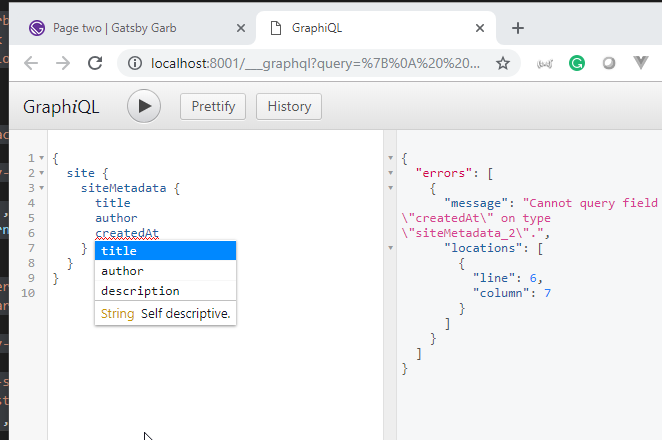 Page two | Gatsby Garb
GraphiQL
localhost:8001/___graphql?query=%7B%0A%20%20...
GraphiQL
Prettify
History
1 {
2 site {
3 siteMetadata {
4 title
5 author
6 createdAt
7 }
8 }
9 }
10
title
author
description
String Self descriptive.
{
"errors": [
{
"message": "Cannot query field
\"createdAt\" on type
\"siteMetadata_2\".",
"locations": [
{
"line": 6,
"column": 7
}
]
}
]
}